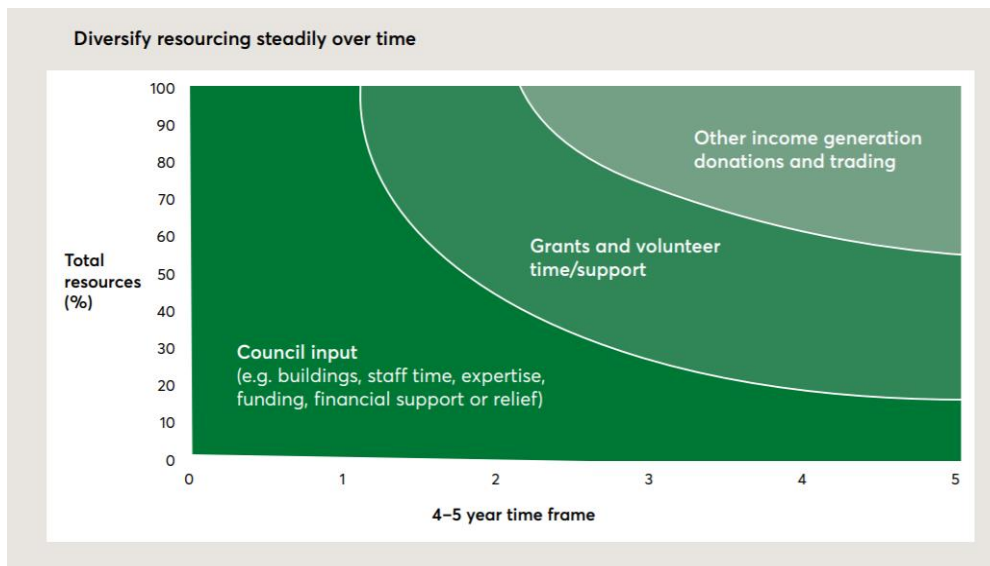 Diversify resourcing steadily over time
100
90
80
70
60
50
40
30
20
10
0
Total
resources
(%)
Other income generation
donations and trading
Grants and volunteer
time/support
Council input
(e.g. buildings, staff time, expertise,
funding, financial support or relief)
0 1 2 3 4 5
4–5 year time frame